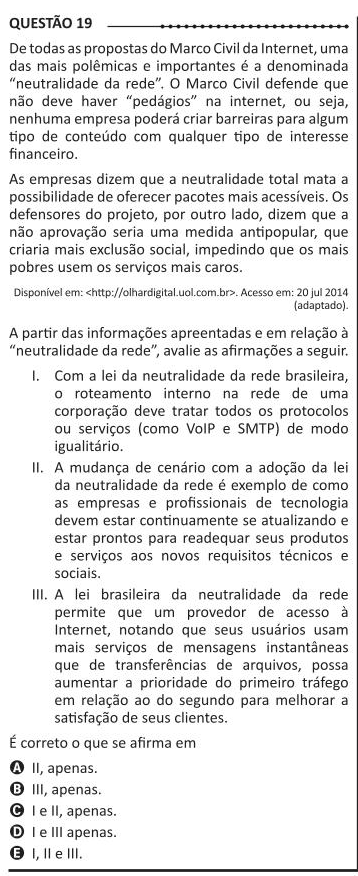 QUESTÃO 19
De todas as propostas do Marco Civil da Internet, uma
das mais polêmicas e importantes é a denominada
“neutralidade da rede”. O Marco Civil defende que
não deve haver “pedágios” na internet, ou seja,
nenhuma empresa poderá criar barreiras para algum
tipo de conteúdo com qualquer tipo de interesse
financeiro.
As empresas dizem que a neutralidade total mata a
possibilidade de oferecer pacotes mais acessíveis. Os
defensores do projeto, por outro lado, dizem que a
não aprovação seria uma medida antipopular, que
criaria mais exclusão social, impedindo que os mais
pobres usem os serviços mais caros.
Disponível em: <http://olhardigital.uol.com.br>. Acesso em: 20 jul 2014
(adaptado).
A partir das informações apreentadas e em relação à
“neutralidade da rede”, avalie as afirmações a seguir.
I. Com a lei da neutralidade da rede brasileira,
o roteamento interno na rede de uma
corporação deve tratar todos os protocolos
ou serviços (como VoIP e SMTP) de modo
igualitário.
II. A mudança de cenário com a adoção da lei
da neutralidade da rede é exemplo de como
as empresas e profissionais de tecnologia
devem estar continuamente se atualizando e
estar prontos para readequar seus produtos
e serviços aos novos requisitos técnicos e
sociais.
III. A lei brasileira da neutralidade da rede
permite que um provedor de acesso à
Internet, notando que seus usuários usam
mais serviços de mensagens instantâneas
que de transferências de arquivos, possa
aumentar a prioridade do primeiro tráfego
em relação ao do segundo para melhorar a
satisfação de seus clientes.
É correto o que se afirma em
A II, apenas.
B III, apenas.
C I e II, apenas.
D I e III apenas.
E I, II e III.